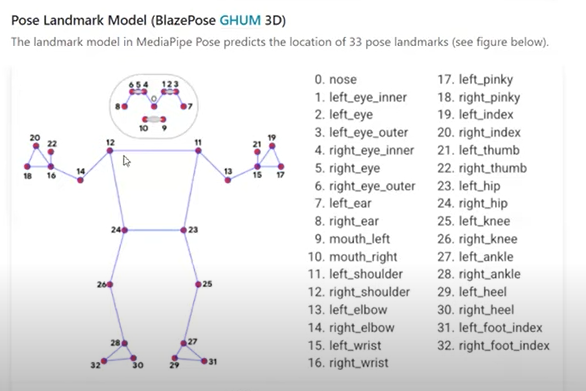 Pose Landmark Model (BlazePose GHUM 3D)
The landmark model in MediaPipe Pose predicts the location of 33 pose landmarks (see figure below).
6 5 4 1 2 3
8 0 7
10 9
20 22 12 11 21 19
18 16 14 13 15 17
24 23
26 25
28 27
32 30 29 31
0. nose
1. left_eye_inner
2. left_eye
3. left_eye_outer
4. right_eye_inner
5. right_eye
6. right_eye_outer
7. left_ear
8. right_ear
9. mouth_left
10. mouth_right
11. left_shoulder
12. right_shoulder
13. left_elbow
14. right_elbow
15. left_wrist
16. right_wrist
17. left_pinky
18. right_pinky
19. left_index
20. right_index
21. left_thumb
22. right_thumb
23. left_hip
24. right_hip
25. left_knee
26. right_knee
27. left_ankle
28. right_ankle
29. left_heel
30. right_heel
31. left_foot_index
32. right_foot_index